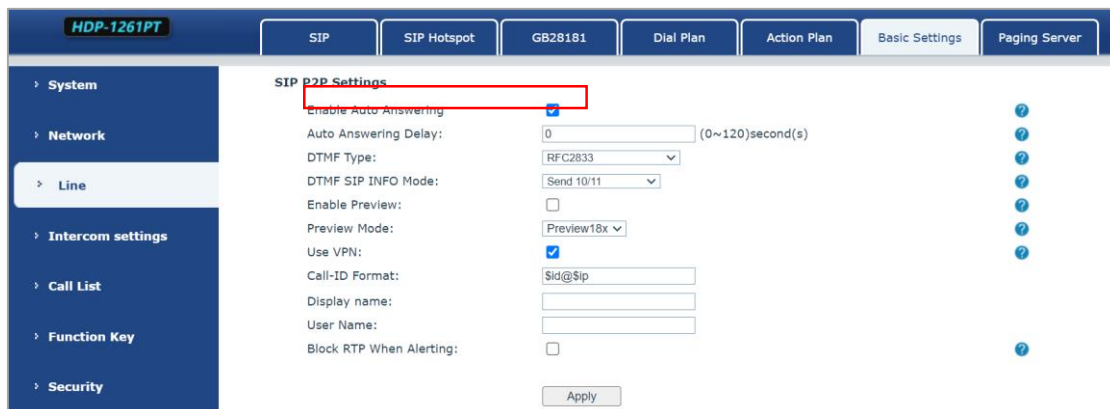 HDP-1261PT
SIP
SIP Hotspot
GB28181
Dial Plan
Action Plan
Basic Settings
Paging Server
System
Network
Line
Intercom settings
Call List
Function Key
Security
SIP P2P Settings
Enable Auto Answering
Auto Answering Delay: 0 (0~120)second(s)
DTMF Type: RFC2833
DTMF SIP INFO Mode: Send 10/11
Enable Preview:
Preview Mode: Preview18x
Use VPN:
Call-ID Format: $id@$ip
Display name:
User Name:
Block RTP When Alerting:
Apply